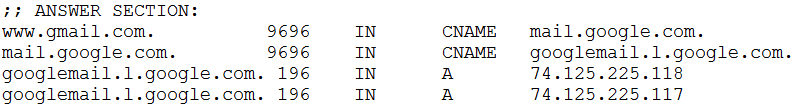 ;; ANSWER SECTION:
www.gmail.com. 9696 IN CNAME mail.google.com.
mail.google.com. 9696 IN CNAME googlemail.l.google.com.
googlemail.l.google.com. 196 IN A 74.125.225.118
googlemail.l.google.com. 196 IN A 74.125.225.117